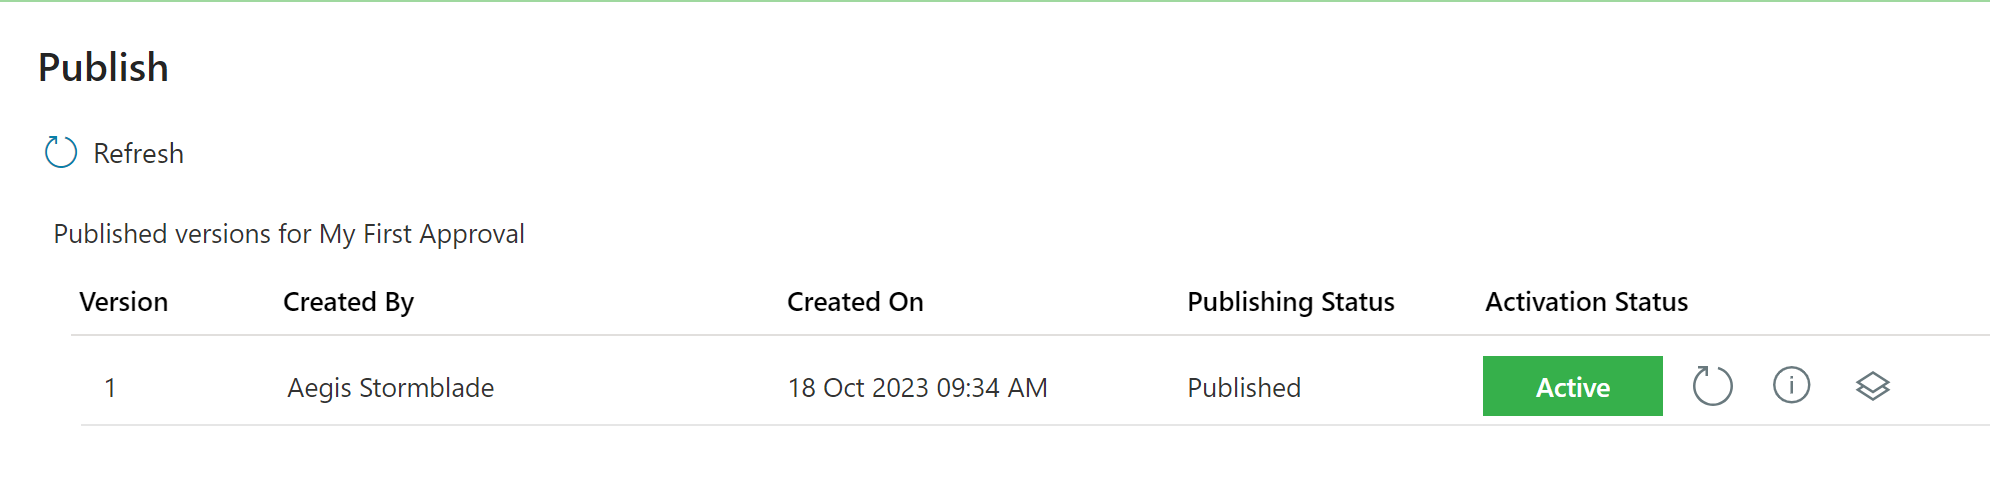 Publish
Refresh
Published versions for My First Approval
Version Created By Created On Publishing Status Activation Status
1 Aegis Stormblade 18 Oct 2023 09:34 AM Published Active